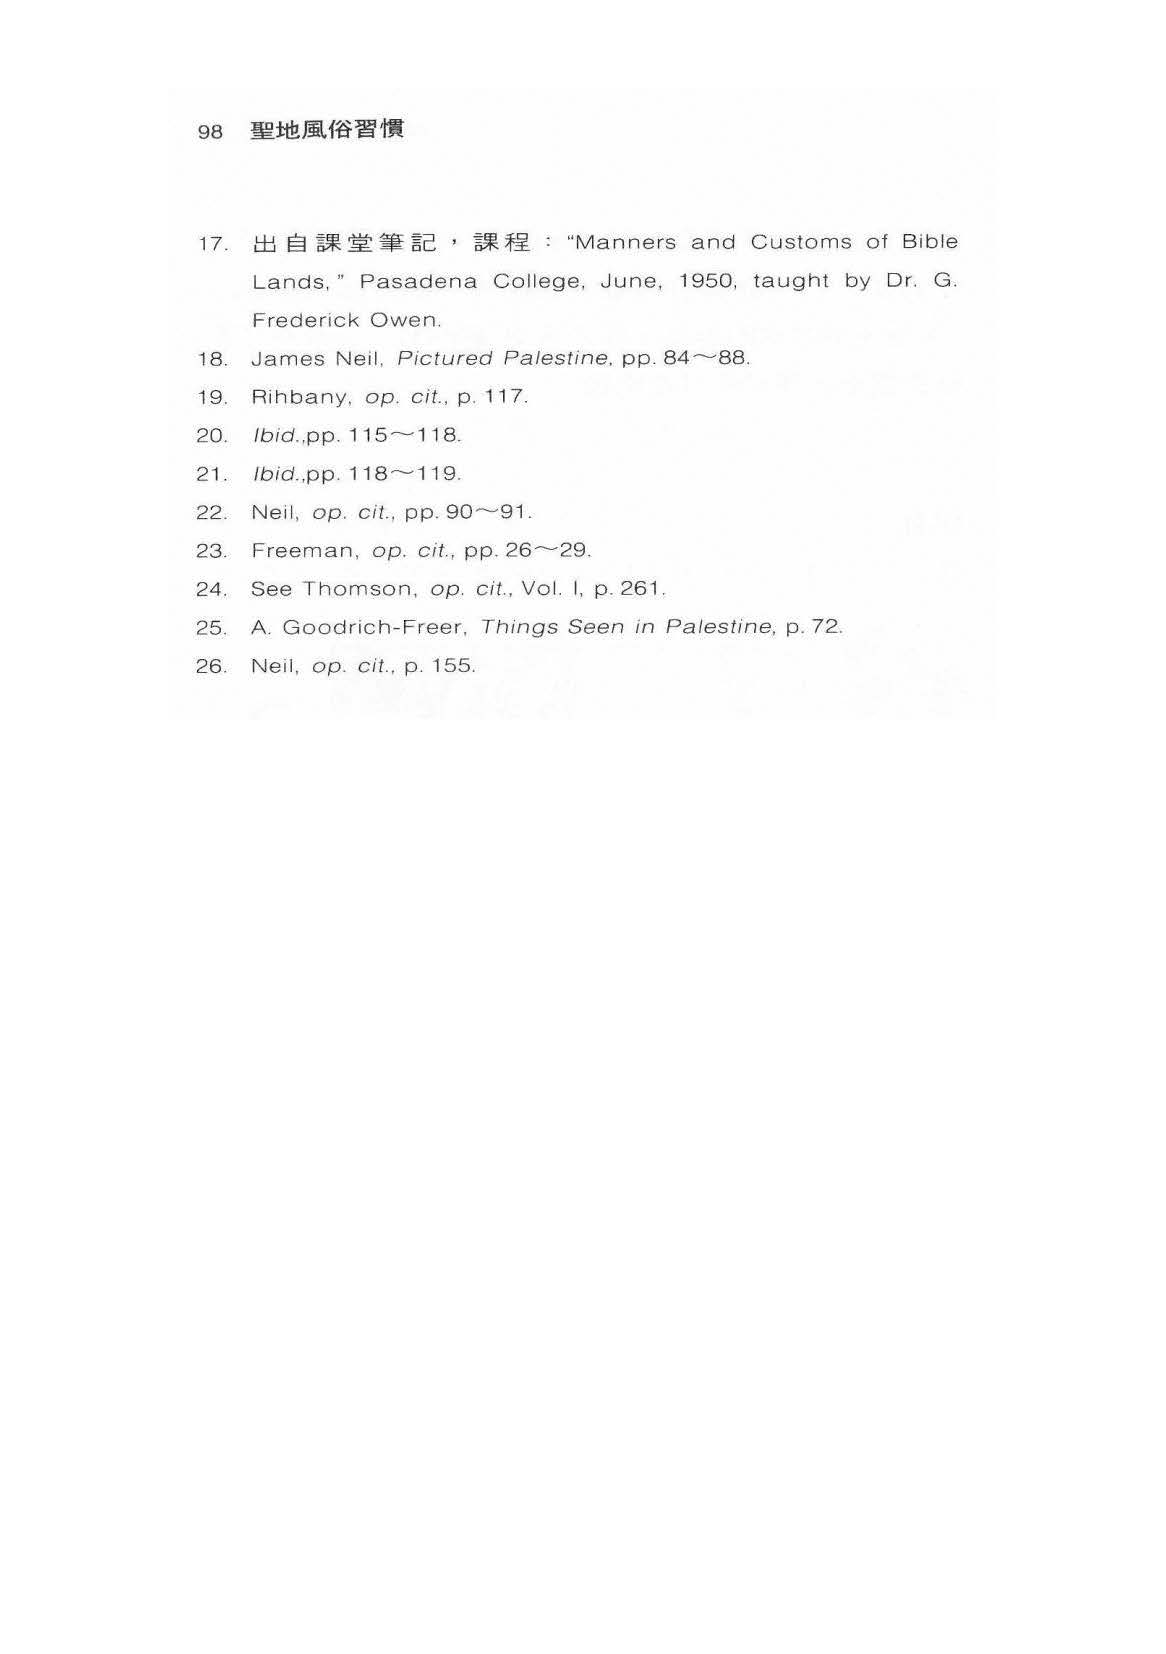 98 聖地風俗習慣
17. 出自課堂筆記，課程：“Manners and Customs of Bible
Lands,” Pasadena College, June, 1950, taught by Dr. G.
Frederick Owen.
18. James Neil, Pictured Palestine, pp. 84～88.
19. Rihbany, op. cit., p. 117.
20. Ibid.,pp. 115～118.
21. Ibid.,pp. 118～119.
22. Neil, op. cit., pp. 90～91.
23. Freeman, op. cit., pp. 26～29.
24. See Thomson, op. cit., Vol. I, p. 261.
25. A. Goodrich-Freer, Things Seen in Palestine, p. 72.
26. Neil, op. cit., p. 155.